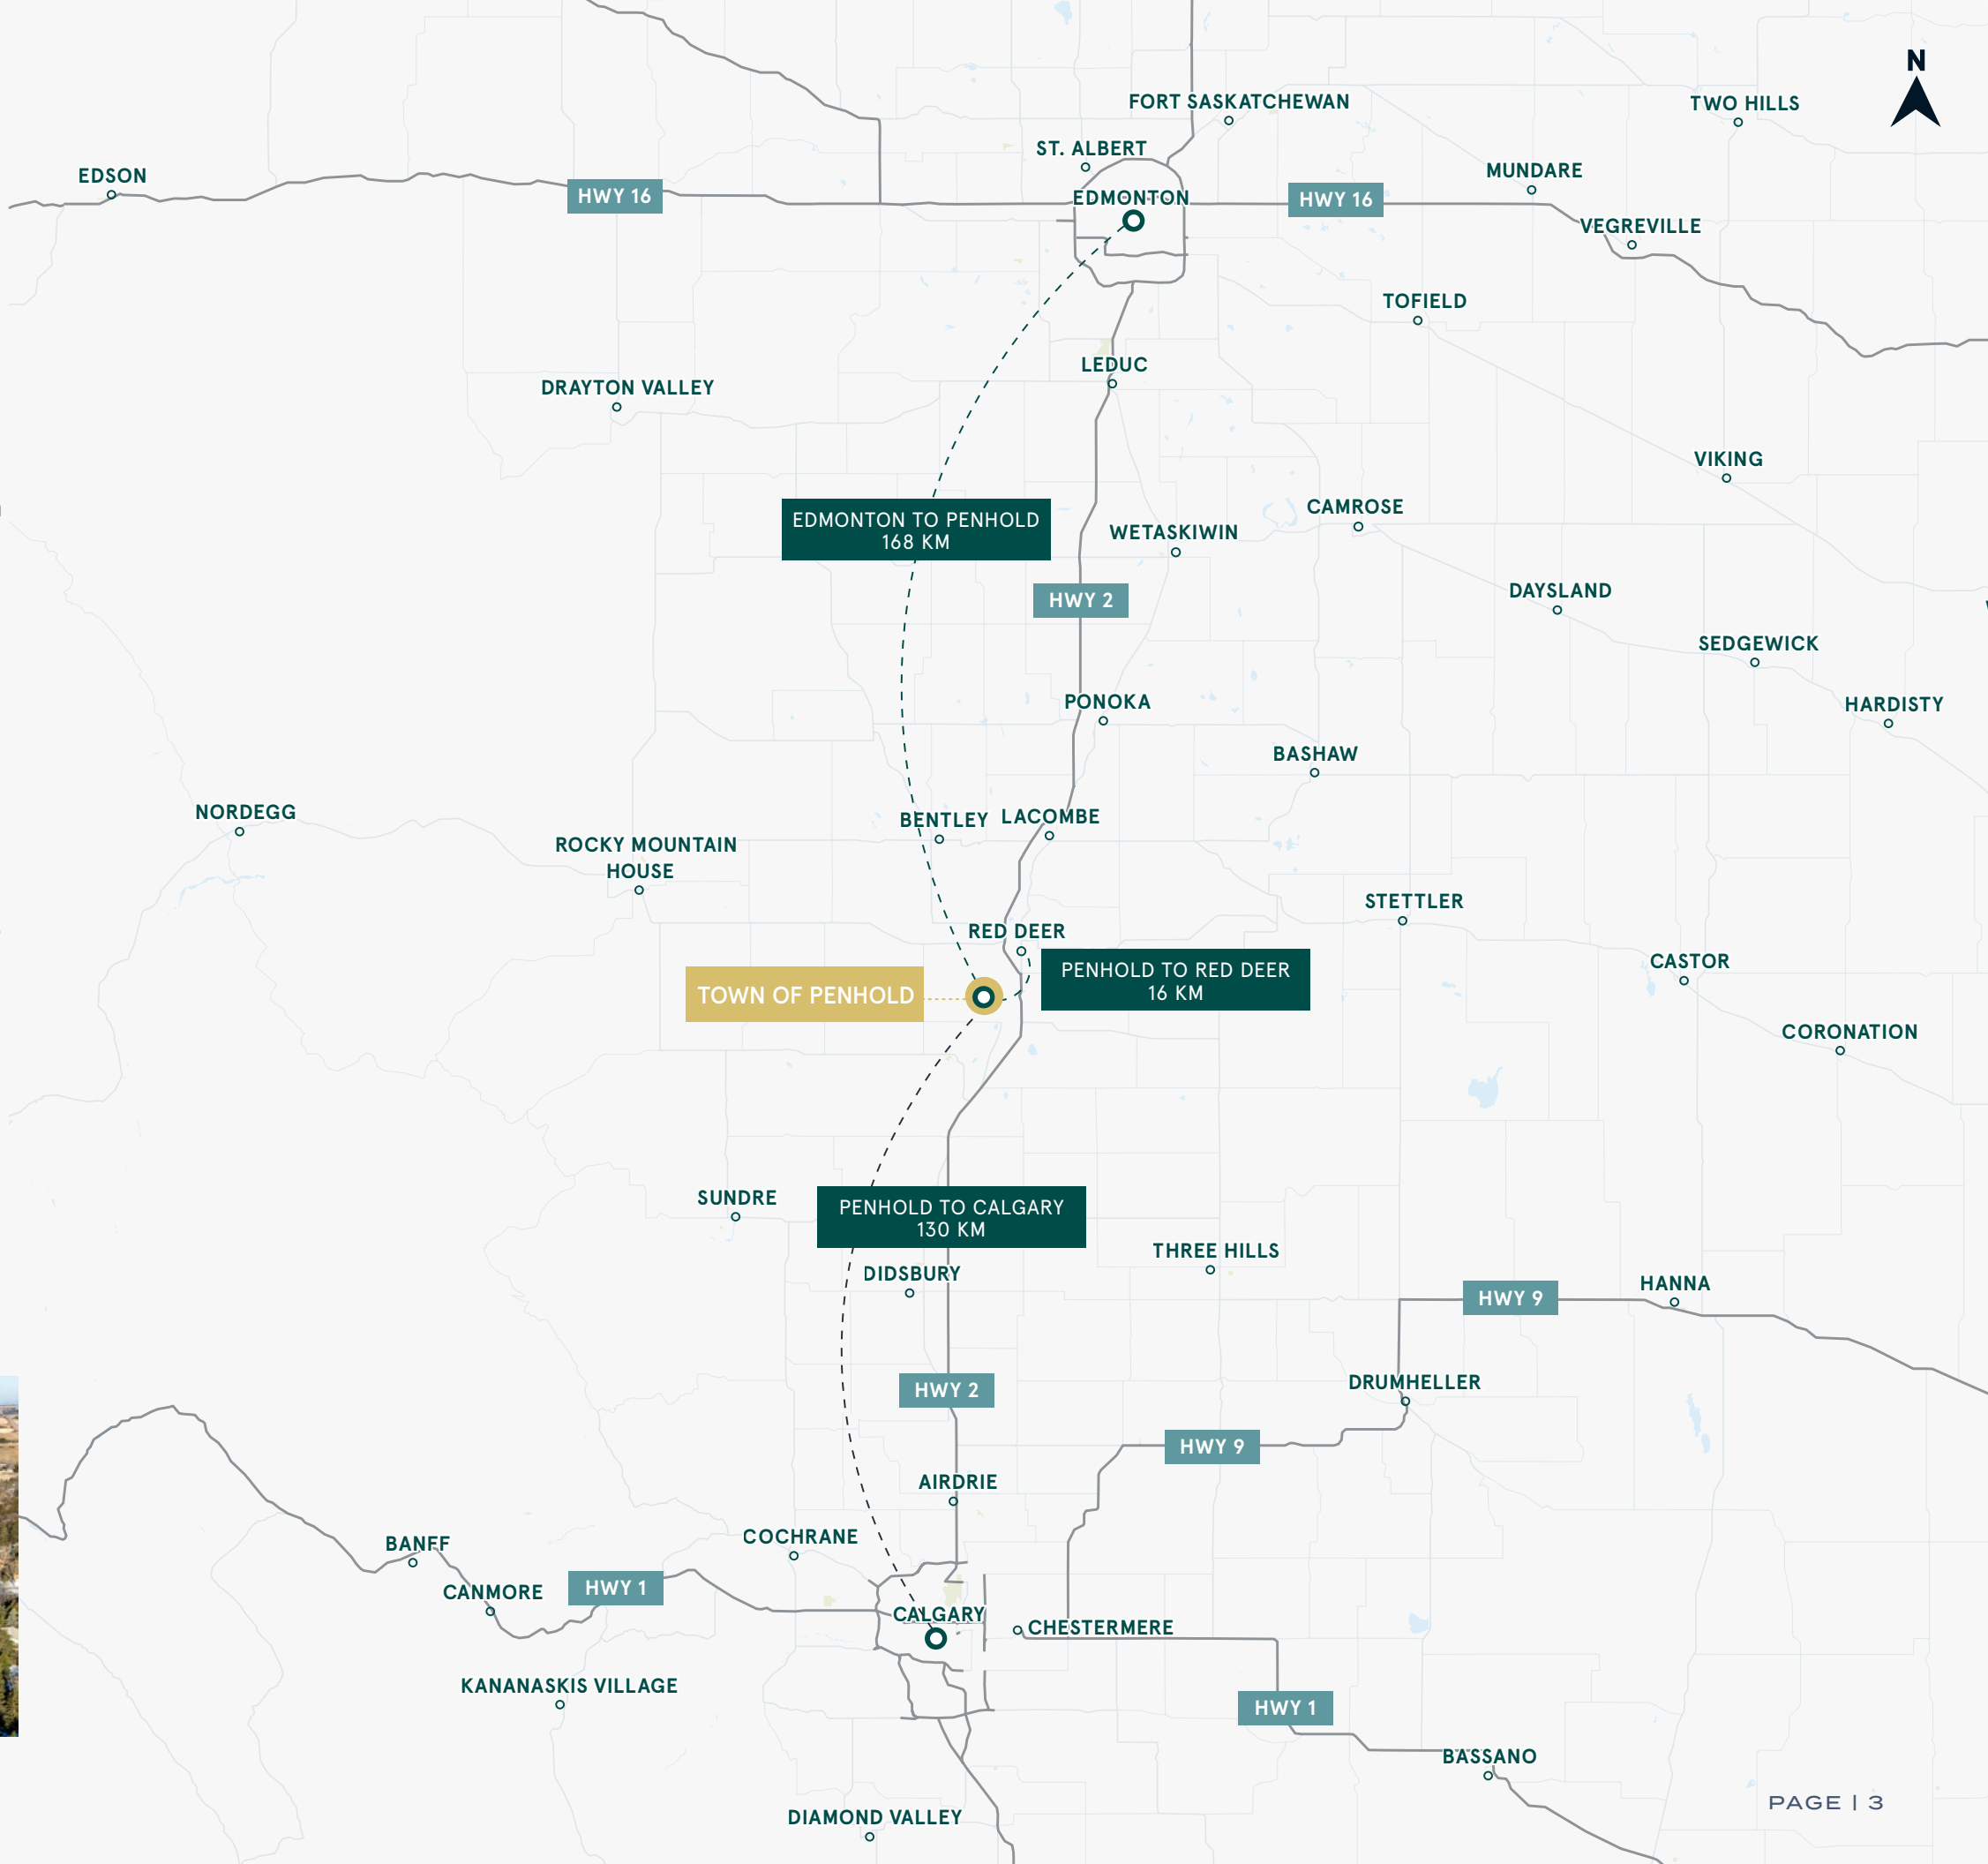 N
FORT SASKATCHEWAN
TWO HILLS
ST. ALBERT
EDSON
MUNDARE
HWY 16
EDMONTON
HWY 16
VEGREVILLE
TOFIELD
LEDUC
DRAYTON VALLEY
VIKING
CAMROSE
EDMONTON TO PENHOLD
168 KM
WETASKIWIN
HWY 2
DAYSLAND
SEDGEWICK
PONOKA
HARDISTY
BASHAW
NORDEGG
BENTLEY
LACOMBE
ROCKY MOUNTAIN
HOUSE
STETTLER
RED DEER
CASTOR
PENHOLD TO RED DEER
16 KM
TOWN OF PENHOLD
CORONATION
SUNDRE
PENHOLD TO CALGARY
130 KM
THREE HILLS
DIDSBURY
HANNA
HWY 9
DRUMHELLER
HWY 2
HWY 9
AIRDRIE
COCHRANE
BANFF
CANMORE
HWY 1
CALGARY
CHESTERMERE
KANANASKIS VILLAGE
HWY 1
BASSANO
PAGE | 3
DIAMOND VALLEY